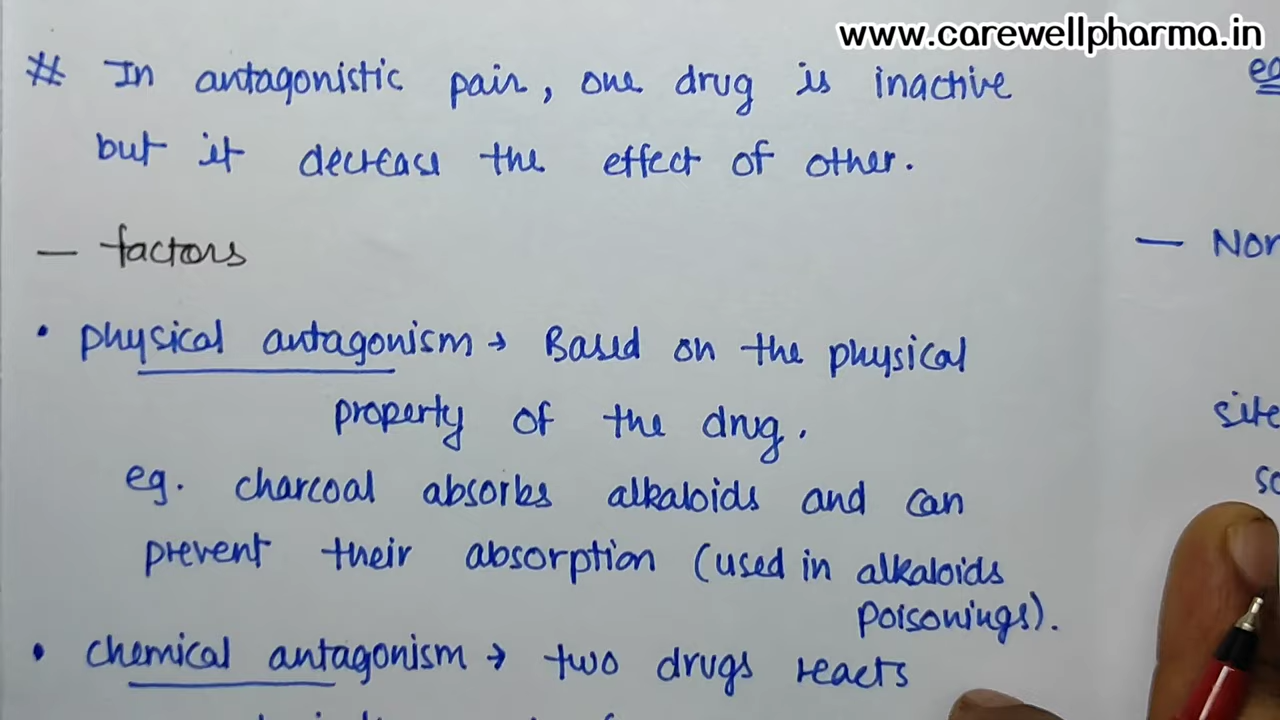 www.carewellpharma.in
# In antagonistic pair, one drug is inactive
but it decrease the effect of other.
— factors
• physical antagonism → Based on the physical
property of the drug.
eg. charcoal absorbs alkaloids and can
prevent their absorption (used in alkaloids
poisonings).
• chemical antagonism → two drugs reacts
eg
— Nor
site
so